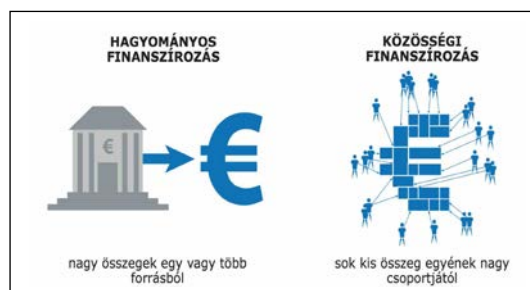 HAGYOMÁNYOS
FINANSZÍROZÁS
€
nagy összegek egy vagy több
forrásból
KÖZÖSSÉGI
FINANSZÍROZÁS
sok kis összeg egyének nagy
csoportjától